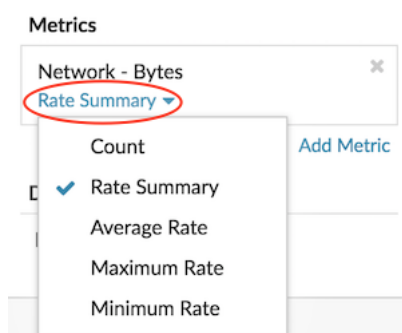 Metrics
Network - Bytes
Rate Summary
Count
Add Metric
Rate Summary
Average Rate
Maximum Rate
Minimum Rate